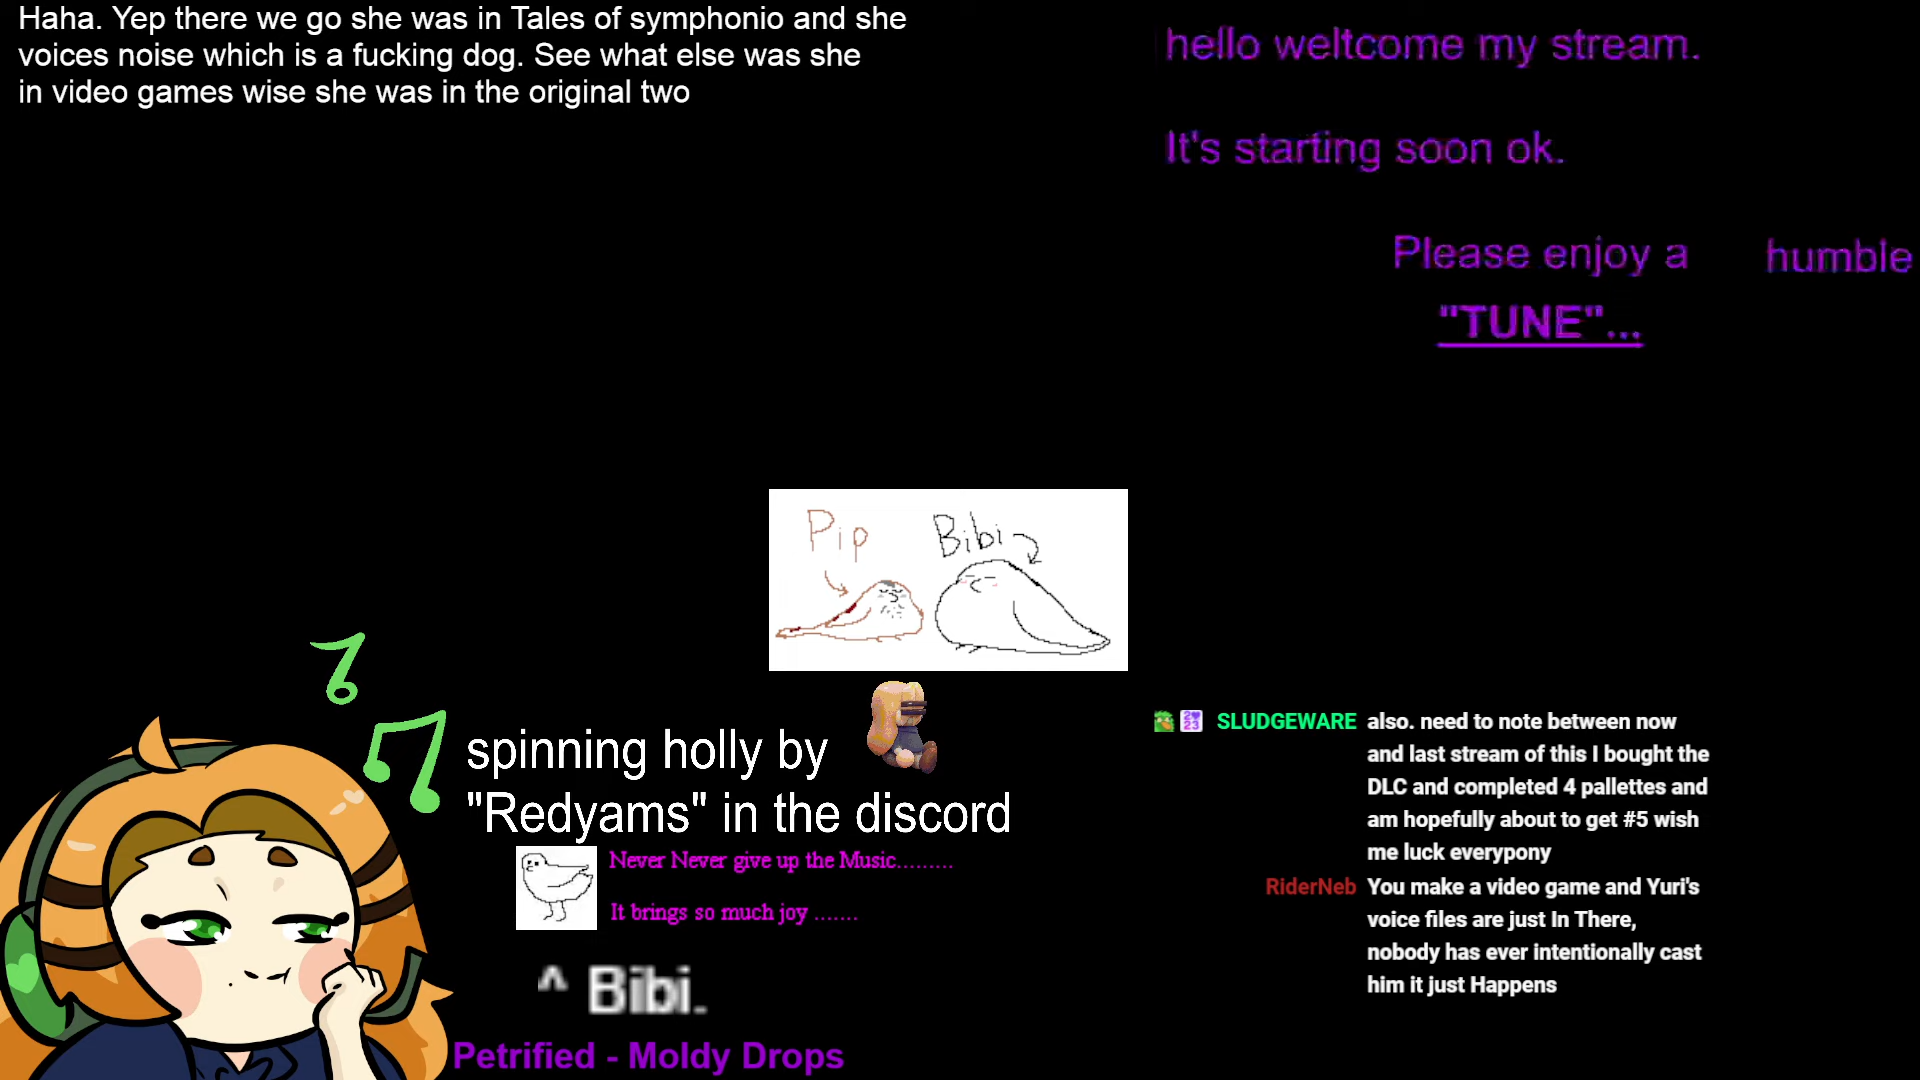 Haha. Yep there we go she was in Tales of symphonio and she
voices noise which is a fucking dog. See what else was she
in video games wise she was in the original two
hello weltcome my stream.
It's starting soon ok.
Please enjoy a humble
"TUNE"...
Pip
Bibi
spinning holly by
"Redyams" in the discord
Never Never give up the Music.........
It brings so much joy .......
^ Bibi.
Petrified - Moldy Drops
SLUDGEWARE also. need to note between now
and last stream of this I bought the
DLC and completed 4 pallettes and
am hopefully about to get #5 wish
me luck everypony
RiderNeb You make a video game and Yuri's
voice files are just In There,
nobody has ever intentionally cast
him it just Happens